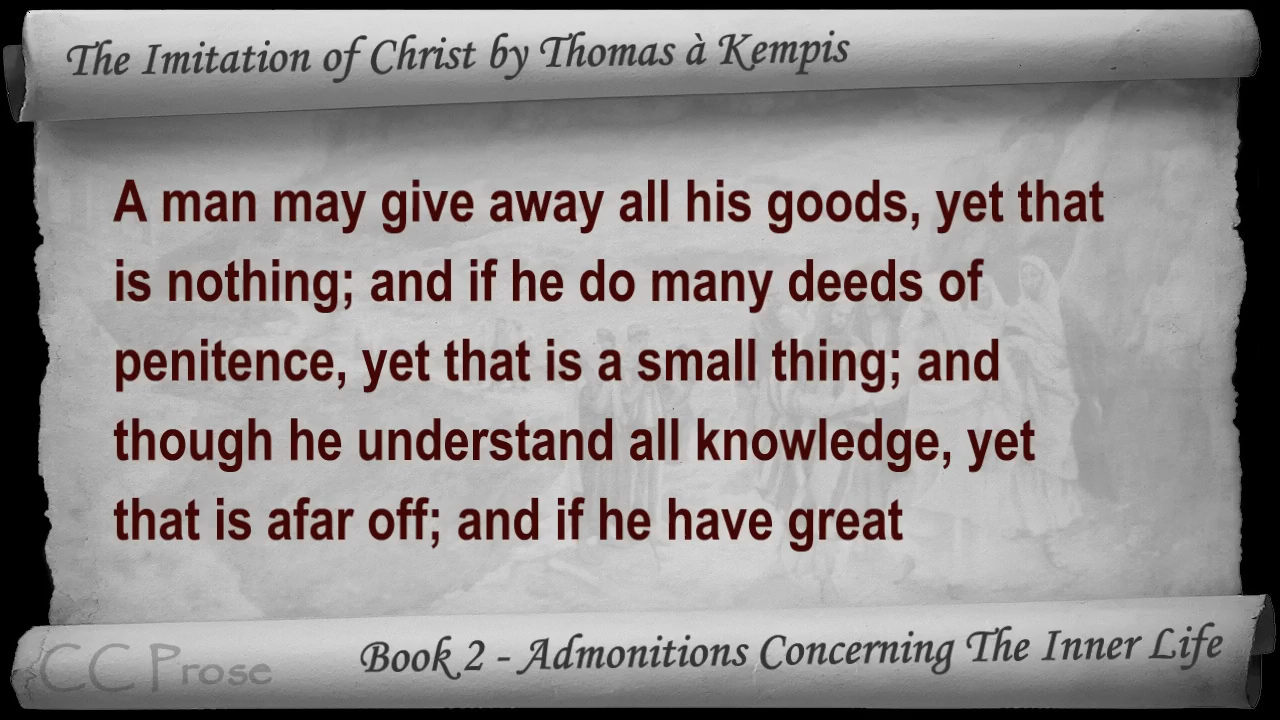 The Imitation of Christ by Thomas à Kempis
A man may give away all his goods, yet that
is nothing; and if he do many deeds of
penitence, yet that is a small thing; and
though he understand all knowledge, yet
that is afar off; and if he have great
Book 2 - Admonitions Concerning The Inner Life
CC Prose